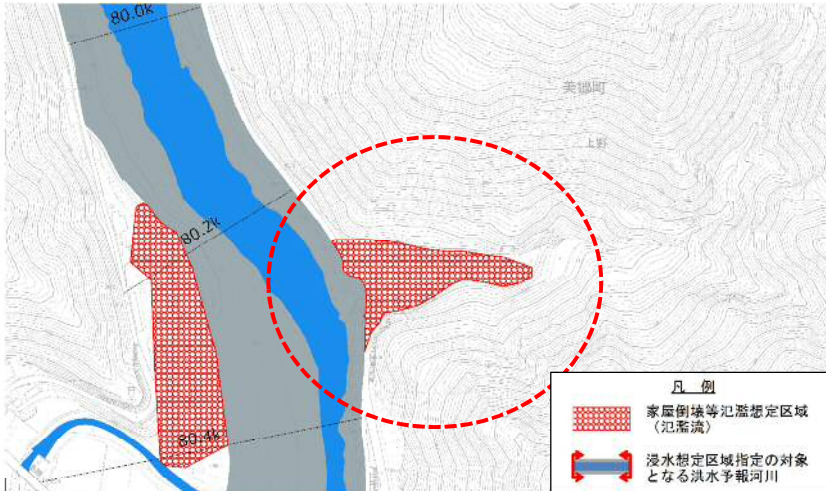 80.0k
美郷町
上野
80.2k
80.4k
凡 例
家屋倒壊等氾濫想定区域
（氾濫流）
浸水想定区域指定の対象
となる洪水予報河川